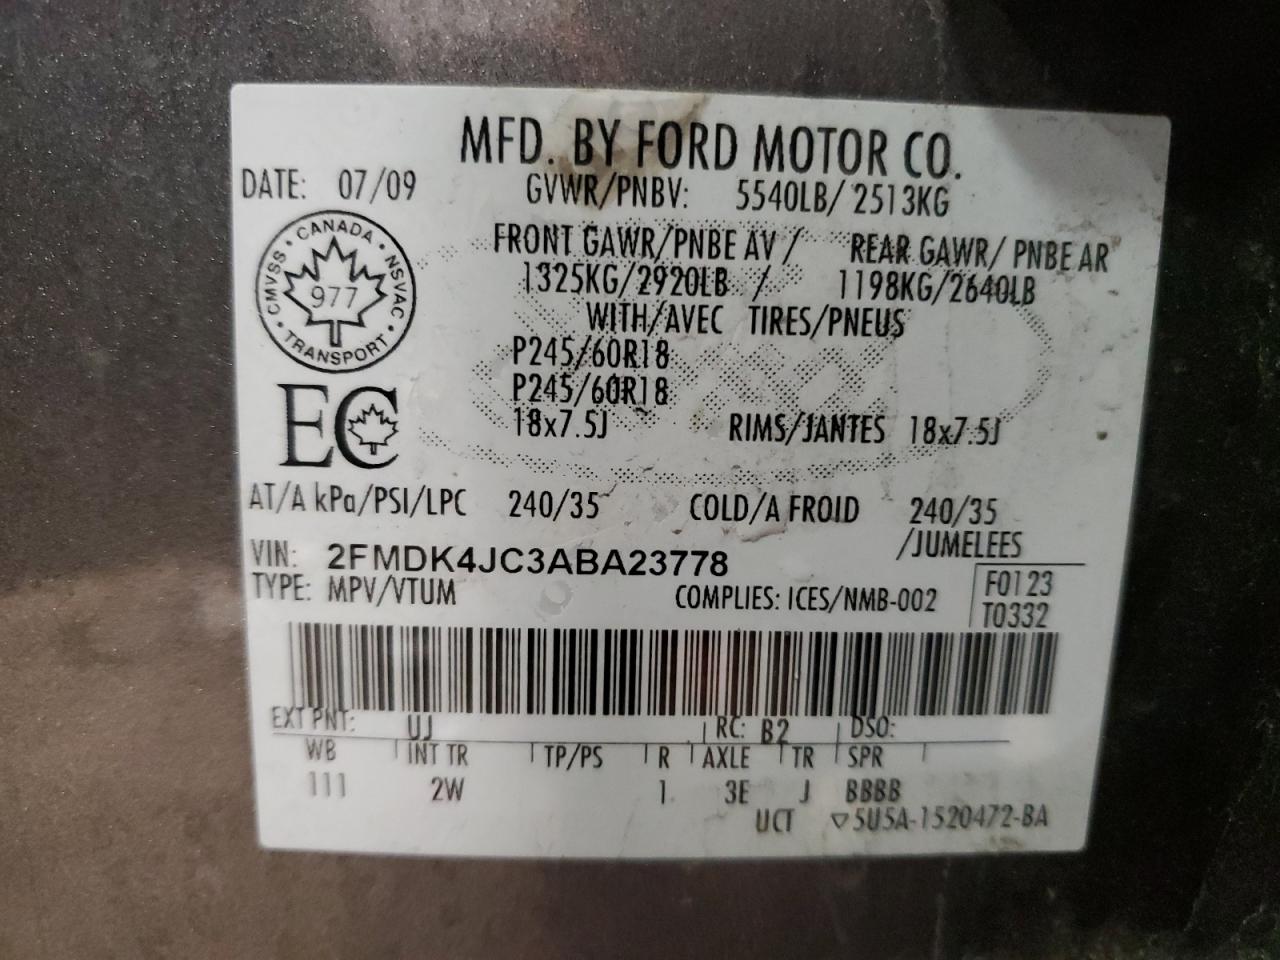 MFD. BY FORD MOTOR CO.
DATE: 07/09 GVWR/PNBV: 5540LB/ 2513KG
CANADA
CMVSS • NSVAC
977
TRANSPORT
FRONT GAWR/PNBE AV / REAR GAWR/ PNBE AR
1325KG/2920LB / 1198KG/2640LB
WITH/AVEC TIRES/PNEUS
P245/60R18
P245/60R18
EC
18x7.5J RIMS/JANTES 18x7.5J
AT/A kPa/PSI/LPC 240/35 COLD/A FROID 240/35
/JUMELEES
VIN: 2FMDK4JC3ABA23778
TYPE: MPV/VTUM COMPLIES: ICES/NMB-002
F0123
T0332
EXT PNT: UJ RC: B2 DSO:
WB INT TR TP/PS R AXLE TR SPR
111 2W 1 3E J BBBB
UCT ▽5U5A-1520472-BA